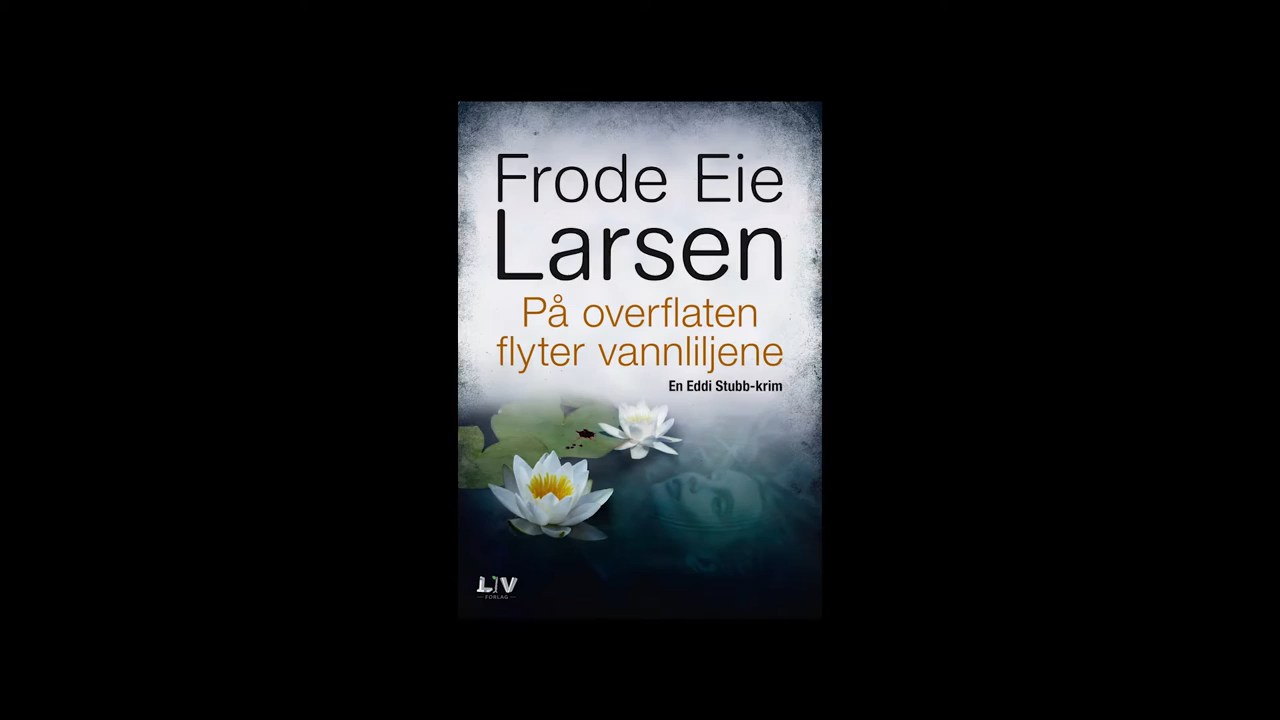 Frode Eie
Larsen
På overflaten
flyter vannliljene
En Eddi Stubb-krim
LIV
FORLAG